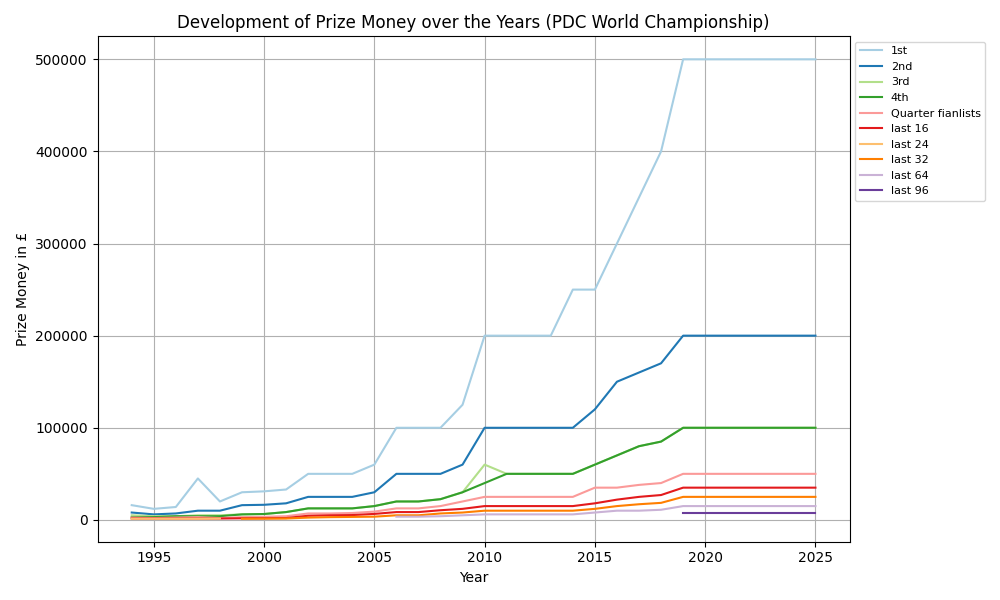 Development of Prize Money over the Years (PDC World Championship)
500000
400000
300000
200000
100000
0
Prize Money in £
1995
2000
2005
2010
2015
2020
2025
Year
1st
2nd
3rd
4th
Quarter fianlists
last 16
last 24
last 32
last 64
last 96